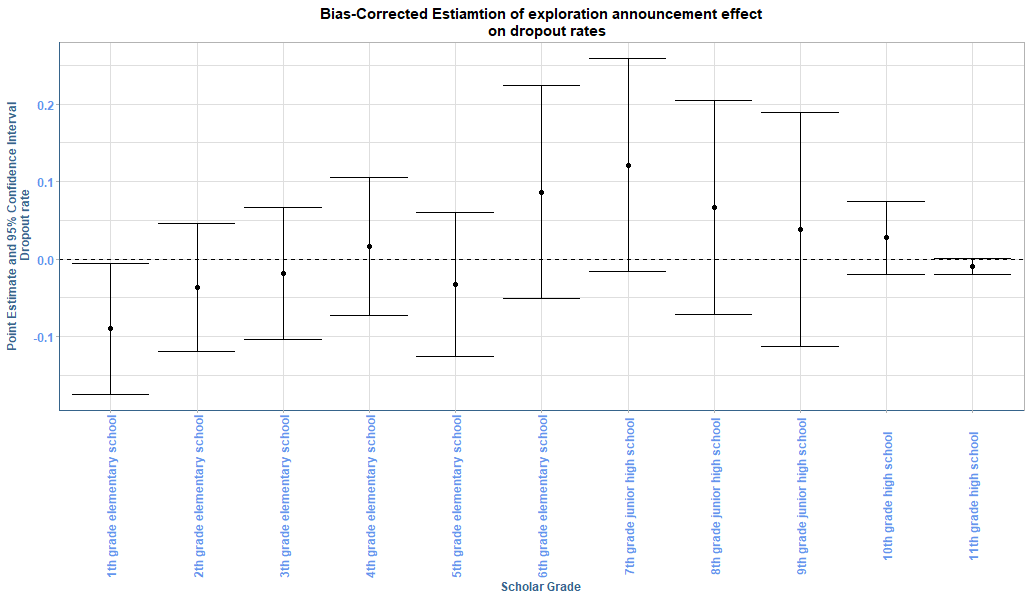 Bias-Corrected Estiamtion of exploration announcement effect
on dropout rates
Point Estimate and 95% Confidence Interval
Dropout rate
0.2
0.1
0.0
-0.1
1th grade elementary school
2th grade elementary school
3th grade elementary school
4th grade elementary school
5th grade elementary school
6th grade elementary school
7th grade junior high school
8th grade junior high school
9th grade junior high school
10th grade high school
11th grade high school
Scholar Grade